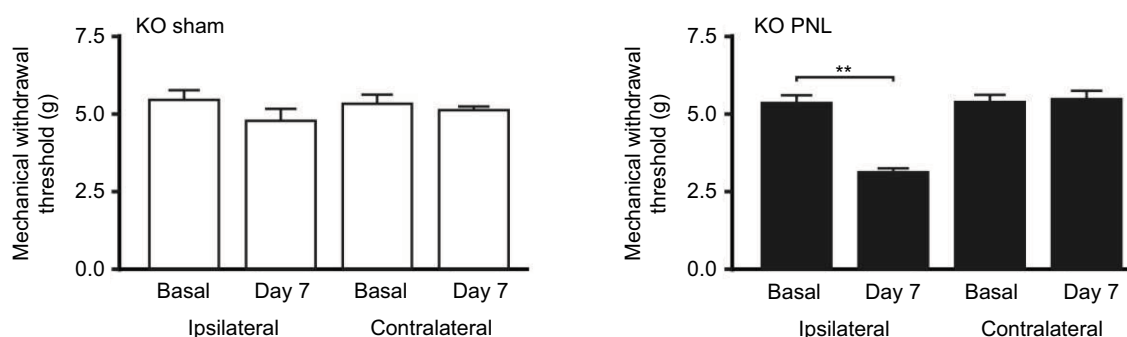 KO sham
Mechanical withdrawal
threshold (g)
7.5
5.0
2.5
0.0
Basal Day 7 Basal Day 7
Ipsilateral Contralateral
KO PNL
Mechanical withdrawal
threshold (g)
7.5
5.0
2.5
0.0
**
Basal Day 7 Basal Day 7
Ipsilateral Contralateral